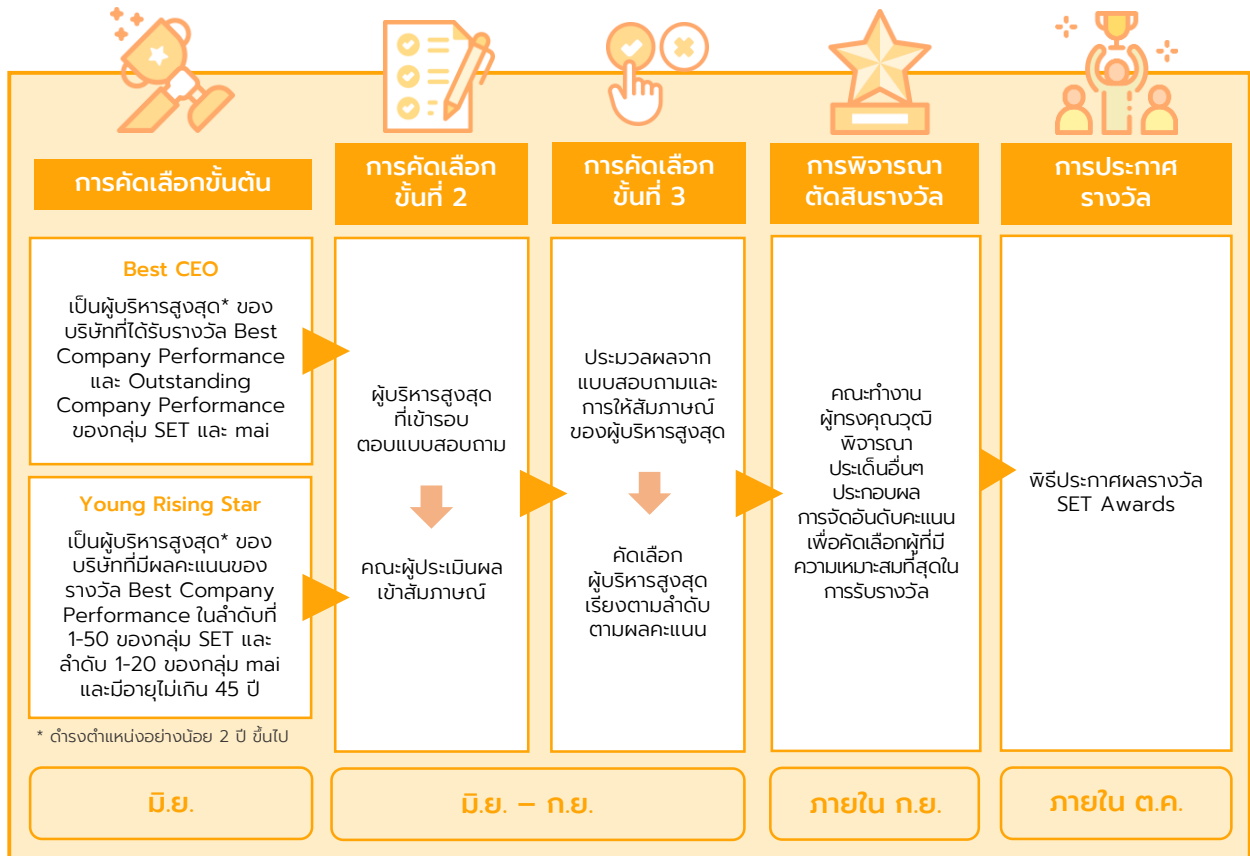 การคัดเลือกขั้นต้น
Best CEO
เป็นผู้บริหารสูงสุด* ของ
บริษัทที่ได้รับรางวัล Best
Company Performance
และ Outstanding
Company Performance
ของกลุ่ม SET และ mai
Young Rising Star
เป็นผู้บริหารสูงสุด* ของ
บริษัทที่มีผลคะแนนของ
รางวัล Best Company
Performance ในลำดับที่
1-50 ของกลุ่ม SET และ
ลำดับ 1-20 ของกลุ่ม mai
และมีอายุไม่เกิน 45 ปี
* ดำรงตำแหน่งอย่างน้อย 2 ปี ขึ้นไป
มิ.ย.
การคัดเลือก
ขั้นที่ 2
ผู้บริหารสูงสุด
ที่เข้ารอบ
ตอบแบบสอบถาม
คณะผู้ประเมินผล
เข้าสัมภาษณ์
การคัดเลือก
ขั้นที่ 3
ประมวลผลจาก
แบบสอบถามและ
การให้สัมภาษณ์
ของผู้บริหารสูงสุด
คัดเลือก
ผู้บริหารสูงสุด
เรียงตามลำดับ
ตามผลคะแนน
มิ.ย. – ก.ย.
การพิจารณา
ตัดสินรางวัล
คณะทำงาน
ผู้ทรงคุณวุฒิ
พิจารณา
ประเด็นอื่นๆ
ประกอบผล
การจัดอันดับคะแนน
เพื่อคัดเลือกผู้ที่มี
ความเหมาะสมที่สุดใน
การรับรางวัล
ภายใน ก.ย.
การประกาศ
รางวัล
พิธีประกาศผลรางวัล
SET Awards
ภายใน ต.ค.